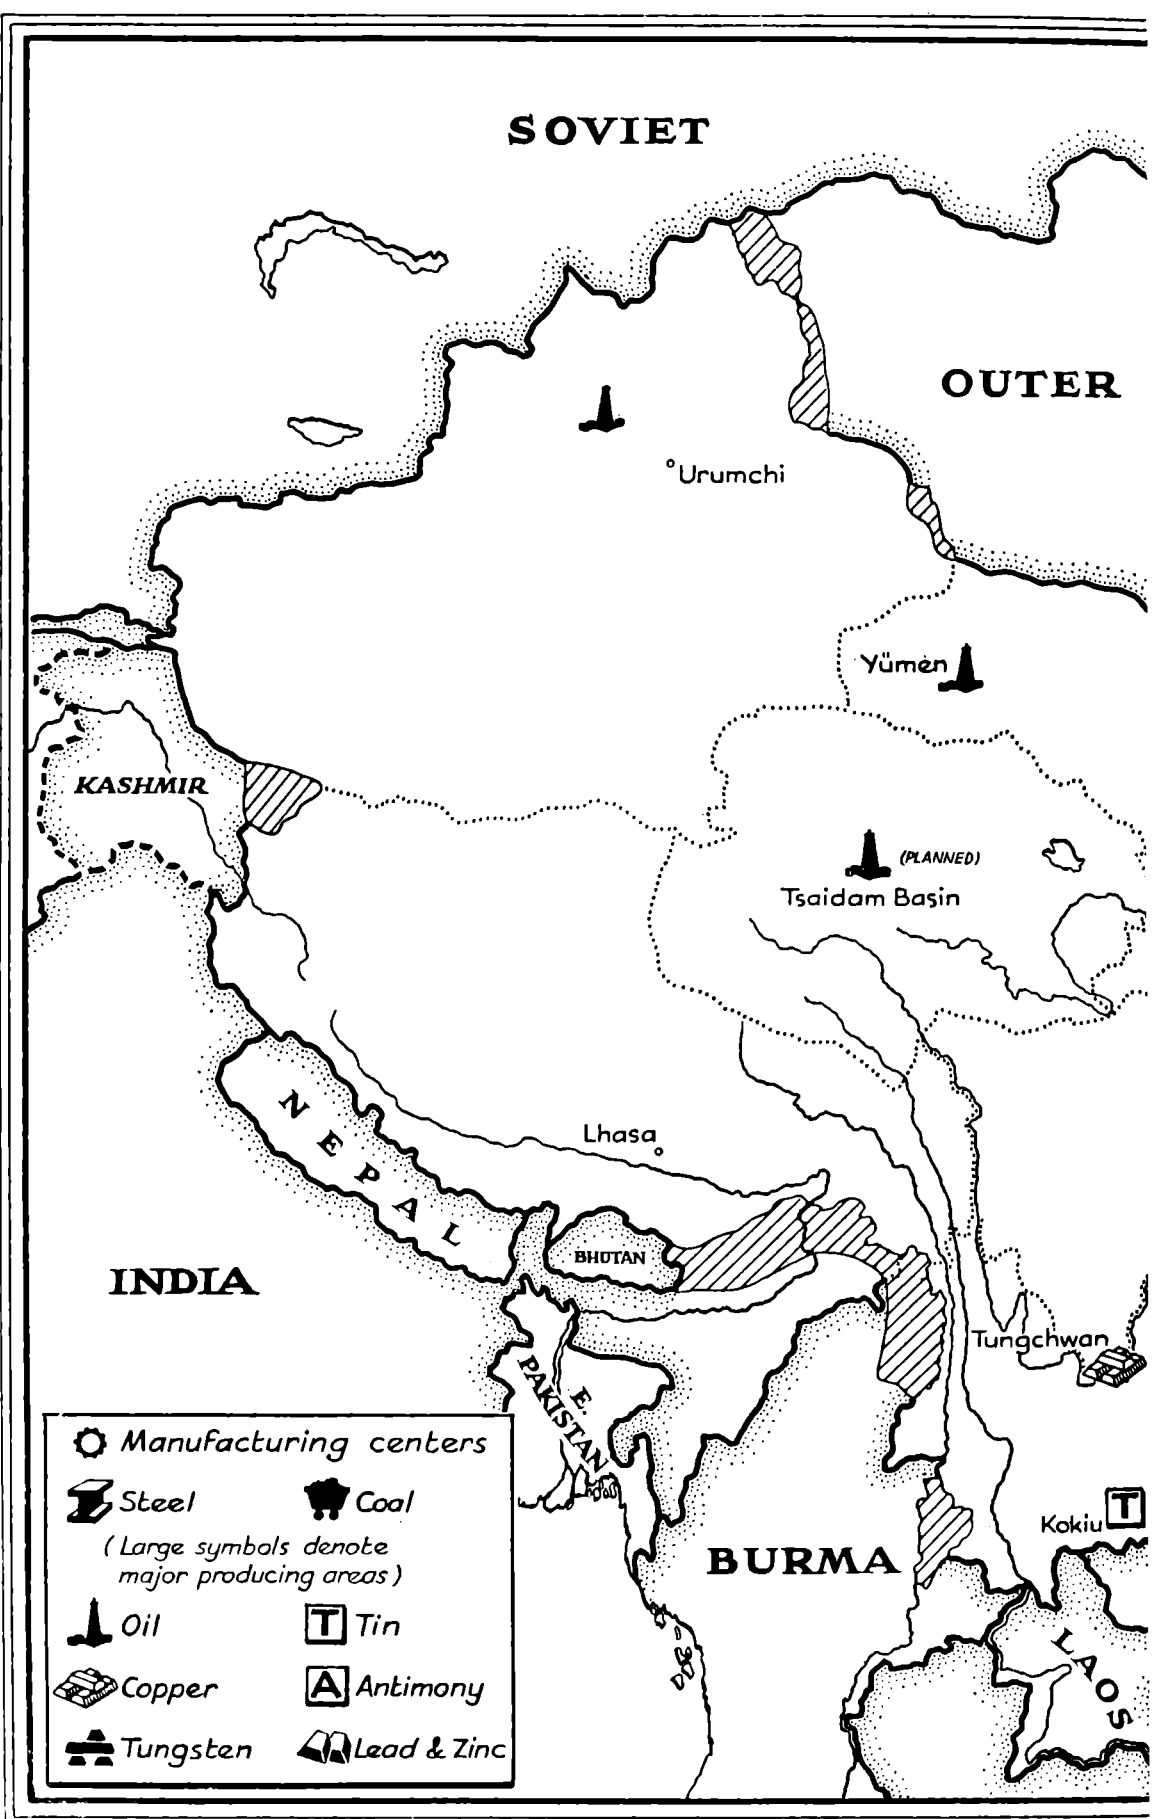 SOVIET
OUTER
Urumchi
Yümen
KASHMIR
(PLANNED)
Tsaidam Basin
NEPAL
Lhasa
BHUTAN
INDIA
Tungchwan
E.
PAKISTAN
Manufacturing centers
Steel Coal
(Large symbols denote
major producing areas)
Oil T Tin
Copper A Antimony
Tungsten Lead & Zinc
BURMA
Kokiu T
LAOS